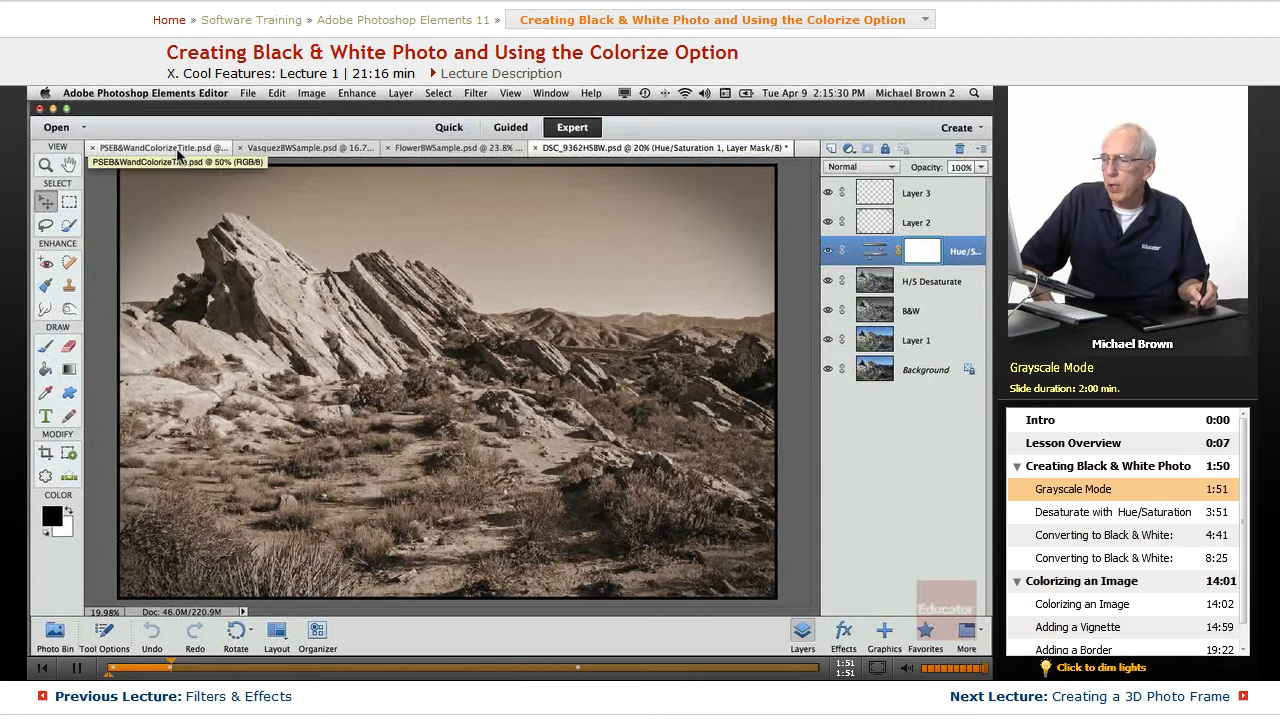 Home » Software Training » Adobe Photoshop Elements 11 » Creating Black & White Photo and Using the Colorize Option
Creating Black & White Photo and Using the Colorize Option
X. Cool Features: Lecture 1 | 21:16 min Lecture Description
Adobe Photoshop Elements Editor File Edit Image Enhance Layer Select Filter View Window Help Tue Apr 9 2:15:30 PM Michael Brown 2
Open Quick Guided Expert Create
VIEW
× PSEB&WandColorizeTitle.psd @... × VasquezBWSample.psd @ 16.7... × FlowerBWSample.psd @ 23.8% ... × DSC_9362HSBW.psd @ 20% (Hue/Saturation 1, Layer Mask/8) *
PSEB&WandColorizeTitle.psd @ 50% (RGB/8)
Normal Opacity: 100%
SELECT
ENHANCE
DRAW
T
MODIFY
COLOR
Layer 3
Layer 2
Hue/S...
H/S Desaturate
B&W
Layer 1
Background
19.98% Doc: 46.0M/220.9M
Educator
Photo Bin Tool Options Undo Redo Rotate Layout Organizer Layers Effects Graphics Favorites More
fx
1:51
1:51
Educator
Michael Brown
Grayscale Mode
Slide duration: 2:00 min.
Intro 0:00
Lesson Overview 0:07
Creating Black & White Photo 1:50
Grayscale Mode 1:51
Desaturate with Hue/Saturation 3:51
Converting to Black & White: 4:41
Converting to Black & White: 8:25
Colorizing an Image 14:01
Colorizing an Image 14:02
Adding a Vignette 14:59
Adding a Border 19:22
Click to dim lights
Previous Lecture: Filters & Effects
Next Lecture: Creating a 3D Photo Frame